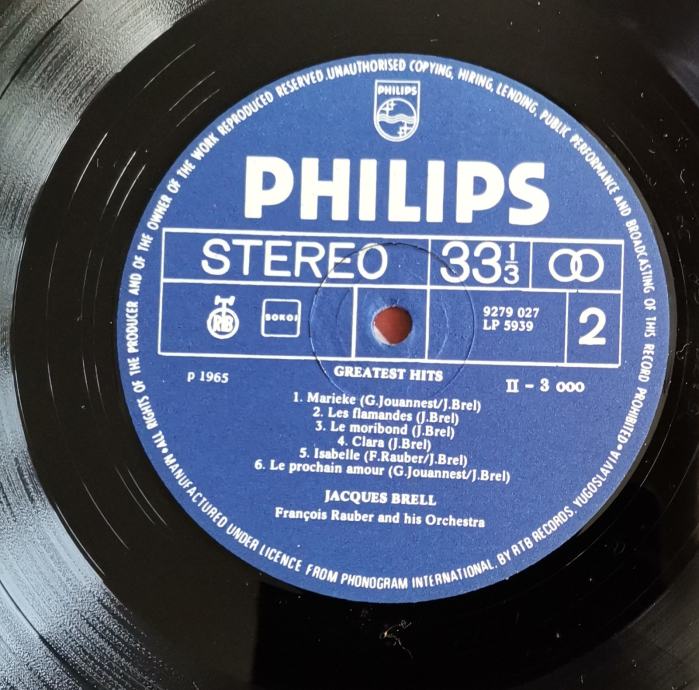 ALL RIGHTS OF THE PRODUCER AND OF THE OWNER OF THE WORK REPRODUCED RESERVED. UNAUTHORISED COPYING, HIRING, LENDING, PUBLIC PERFORMANCE AND BROADCASTING OF THIS RECORD PROHIBITED •
PHILIPS
PHILIPS
STEREO 33 1/3
RTB SOKOJ 9279 027
LP 5939 2
GREATEST HITS
p 1965 II - 3 000
1. Marieke (G.Jouannest/J.Brel)
2. Les flamandes (J.Brel)
3. Le moribond (J.Brel)
4. Clara (J.Brel)
5. Isabelle (F.Rauber/J.Brel)
6. Le prochain amour (G.Jouannest/J.Brel)
JACQUES BRELL
François Rauber and his Orchestra
• MANUFACTURED UNDER LICENCE FROM PHONOGRAM INTERNATIONAL, BY RTB RECORDS, YUGOSLAVIA •